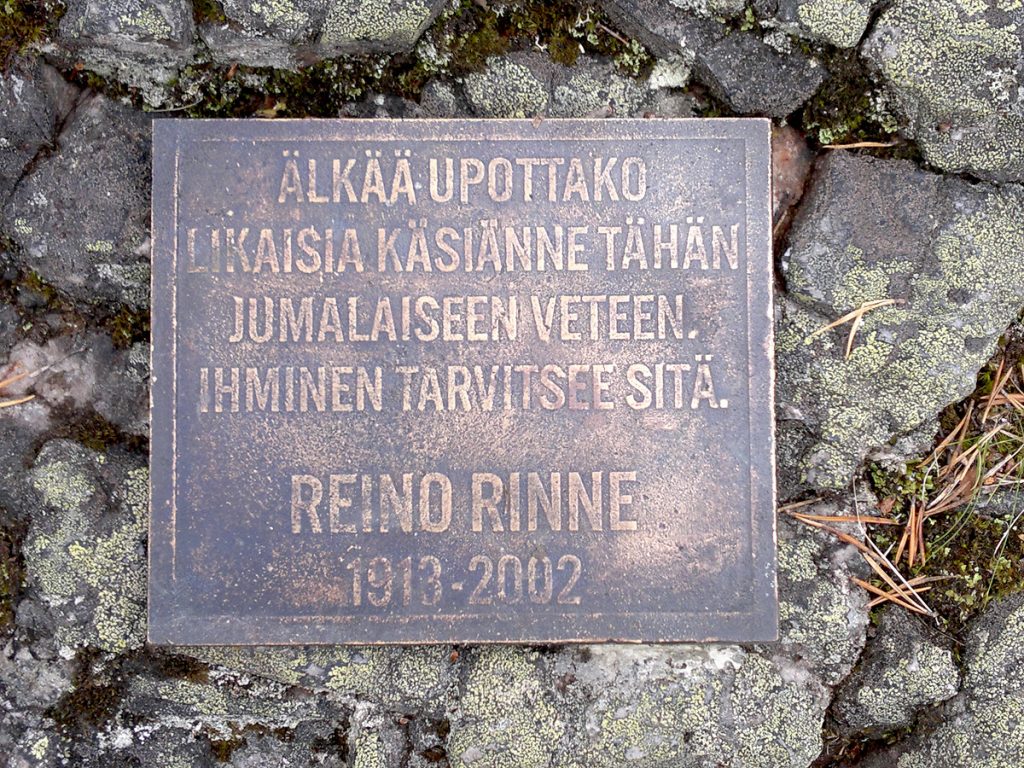 ÄLKÄÄ UPOTTAKO
LIKAISIA KÄSIÄNNE TÄHÄN
JUMALAISEEN VETEEN.
IHMINEN TARVITSEE SITÄ.
REINO RINNE
1913-2002